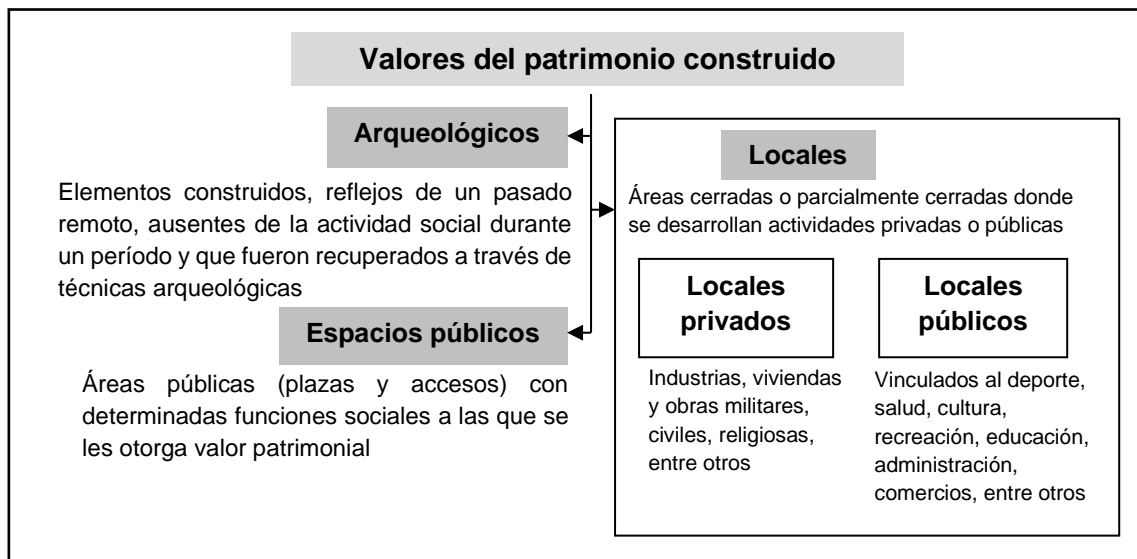 Valores del patrimonio construido
Arqueológicos
Elementos construidos, reflejos de un pasado
remoto, ausentes de la actividad social durante
un período y que fueron recuperados a través de
técnicas arqueológicas
Espacios públicos
Áreas públicas (plazas y accesos) con
determinadas funciones sociales a las que se
les otorga valor patrimonial
Locales
Áreas cerradas o parcialmente cerradas donde
se desarrollan actividades privadas o públicas
Locales
privados
Industrias, viviendas
y obras militares,
civiles, religiosas,
entre otros
Locales
públicos
Vinculados al deporte,
salud, cultura,
recreación, educación,
administración,
comercios, entre otros